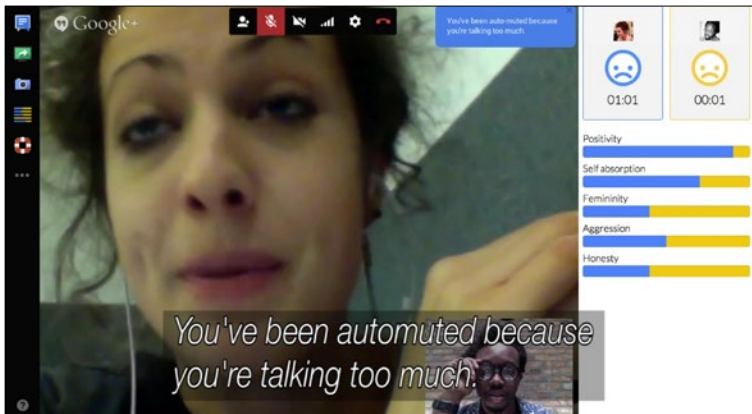 Google+
You've been auto-muted because
you're talking too much.
01:01
00:01
Positivity
Self absorption
Femininity
Aggression
Honesty
You've been automuted because
you're talking too much.